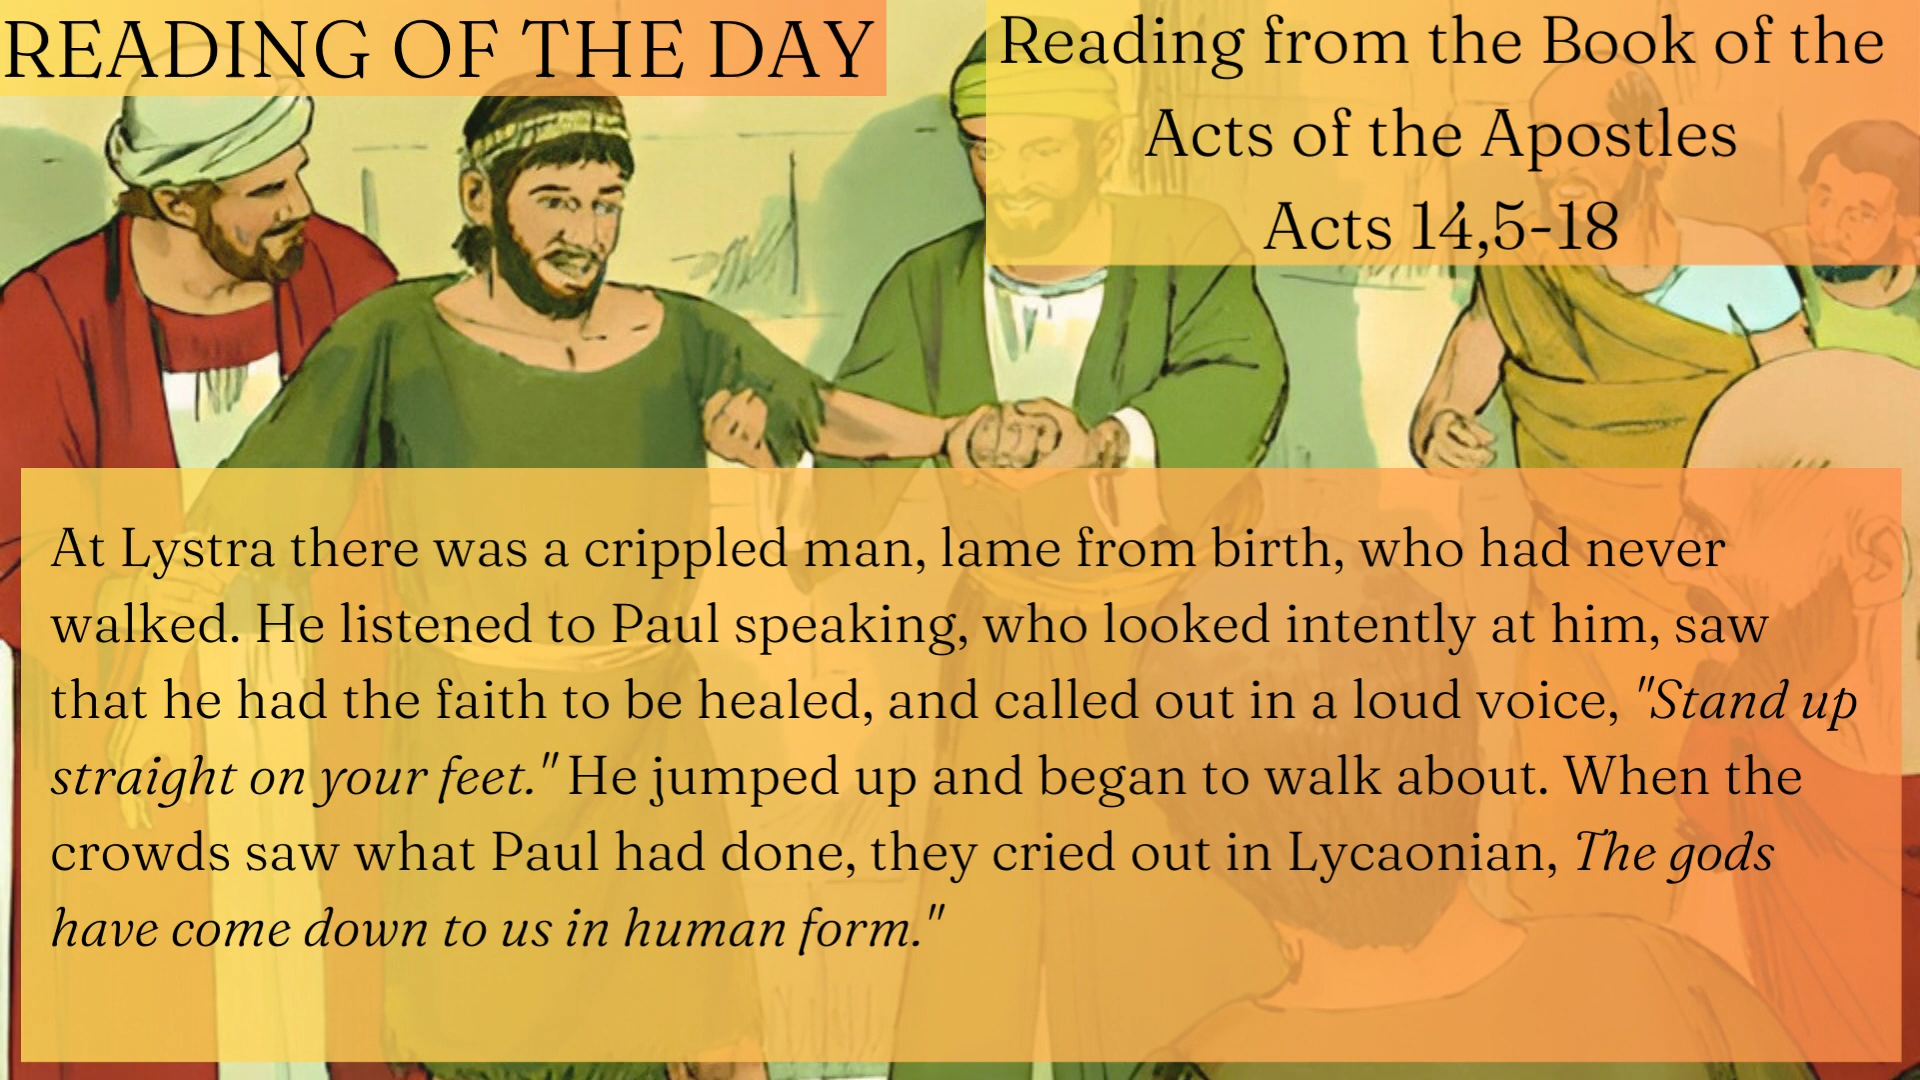 READING OF THE DAY
Reading from the Book of the
Acts of the Apostles
Acts 14,5-18
At Lystra there was a crippled man, lame from birth, who had never
walked. He listened to Paul speaking, who looked intently at him, saw
that he had the faith to be healed, and called out in a loud voice, "Stand up
straight on your feet." He jumped up and began to walk about. When the
crowds saw what Paul had done, they cried out in Lycaonian, The gods
have come down to us in human form."